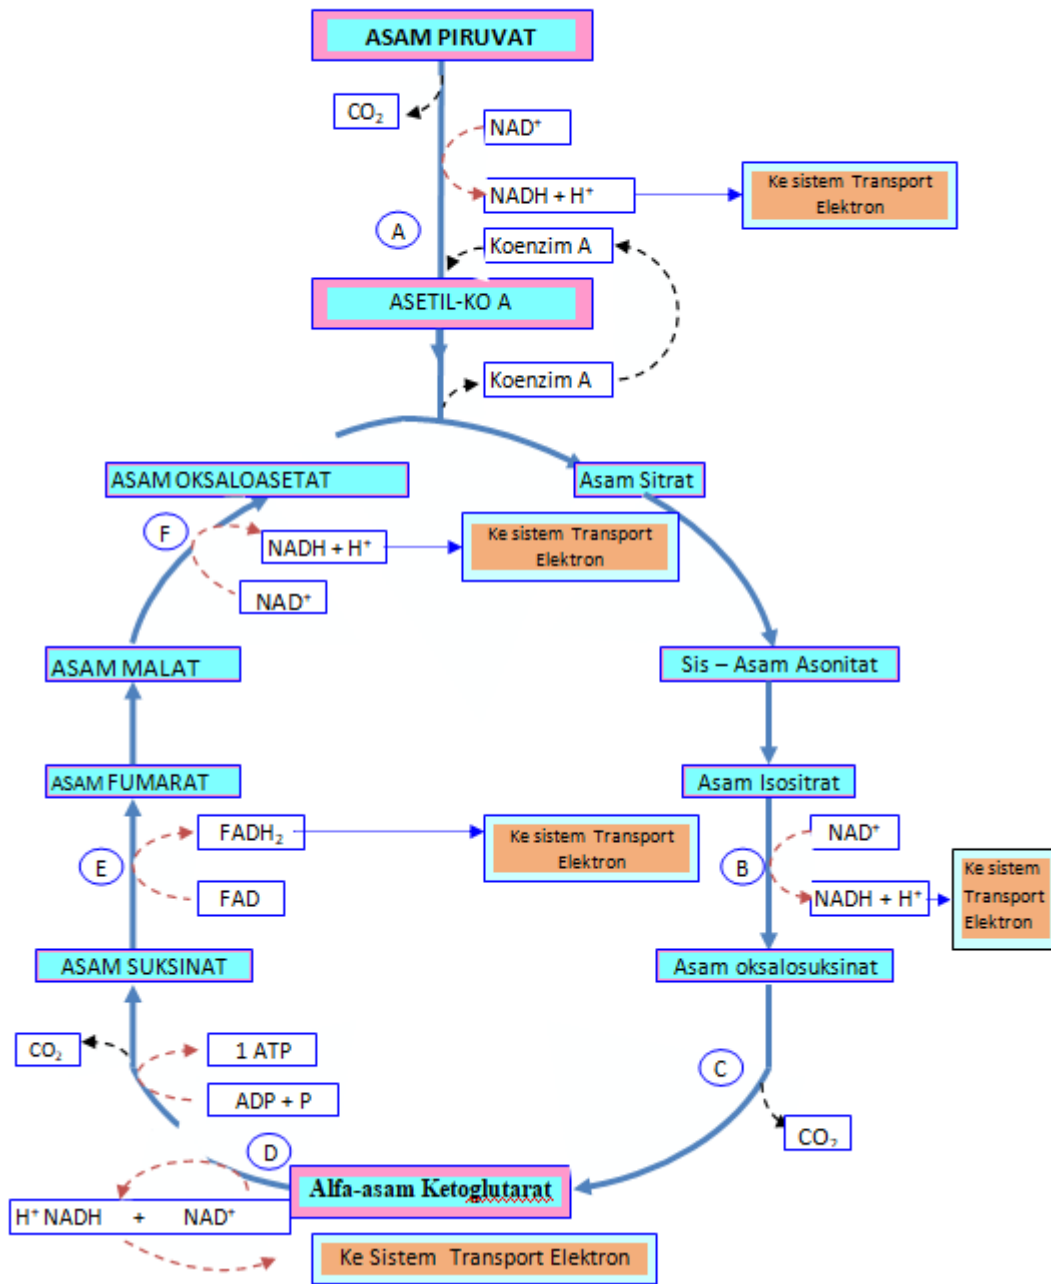 ASAM PIRUVAT
CO₂
NAD⁺
NADH + H⁺
Ke sistem Transport
Elektron
A
Koenzim A
ASETIL-KO A
Koenzim A
ASAM OKSALOASETAT
Asam Sitrat
F
NADH + H⁺
Ke sistem Transport
Elektron
NAD⁺
ASAM MALAT
Sis – Asam Asonitat
ASAM FUMARAT
Asam Isositrat
FADH₂
Ke sistem Transport
Elektron
NAD⁺
E
B
FAD
NADH + H⁺
Ke sistem
Transport
Elektron
ASAM SUKSINAT
Asam oksalosuksinat
CO₂
1 ATP
C
ADP + P
CO₂
D
Alfa-asam Ketoglutarat
H⁺ NADH + NAD⁺
Ke Sistem Transport Elektron